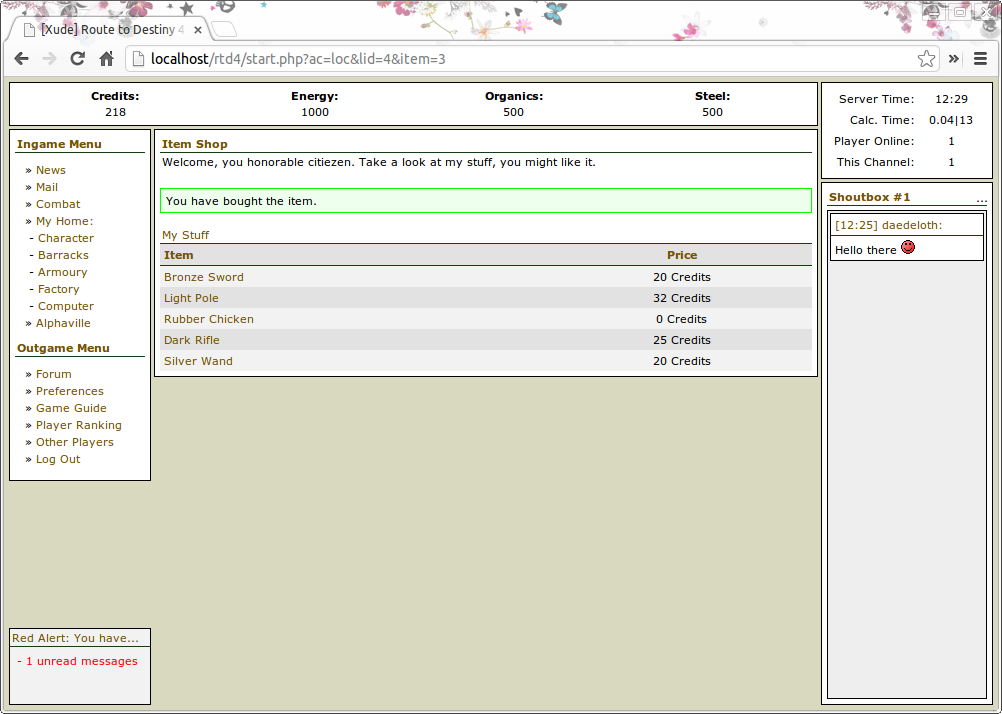 [Xude] Route to Destiny 4
localhost/rtd4/start.php?ac=loc&lid=4&item=3
Credits: Energy: Organics: Steel:
218 1000 500 500
Server Time: 12:29
Calc. Time: 0.04|13
Player Online: 1
This Channel: 1
Ingame Menu
» News
» Mail
» Combat
» My Home:
- Character
- Barracks
- Armoury
- Factory
- Computer
» Alphaville
Outgame Menu
» Forum
» Preferences
» Game Guide
» Player Ranking
» Other Players
» Log Out
Red Alert: You have...
- 1 unread messages
Item Shop
Welcome, you honorable citiezen. Take a look at my stuff, you might like it.
You have bought the item.
My Stuff
Item Price
Bronze Sword 20 Credits
Light Pole 32 Credits
Rubber Chicken 0 Credits
Dark Rifle 25 Credits
Silver Wand 20 Credits
Shoutbox #1 ...
[12:25] daedeloth:
Hello there